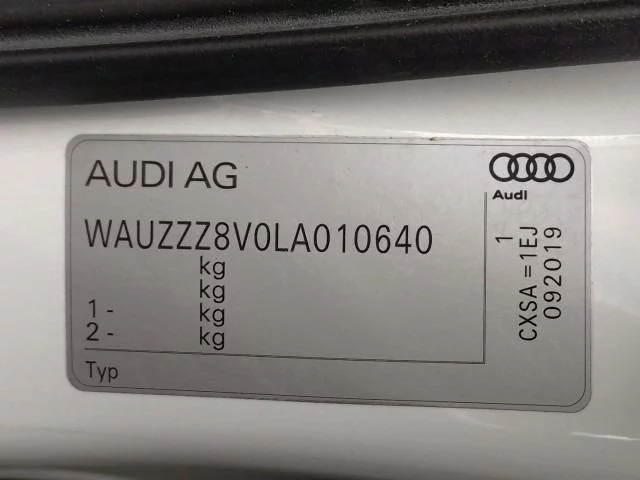 AUDI AG
Audi
WAUZZZ8V0LA010640
kg
kg
1 - kg
2 - kg
Typ
1
CXSA = 1EJ
092019